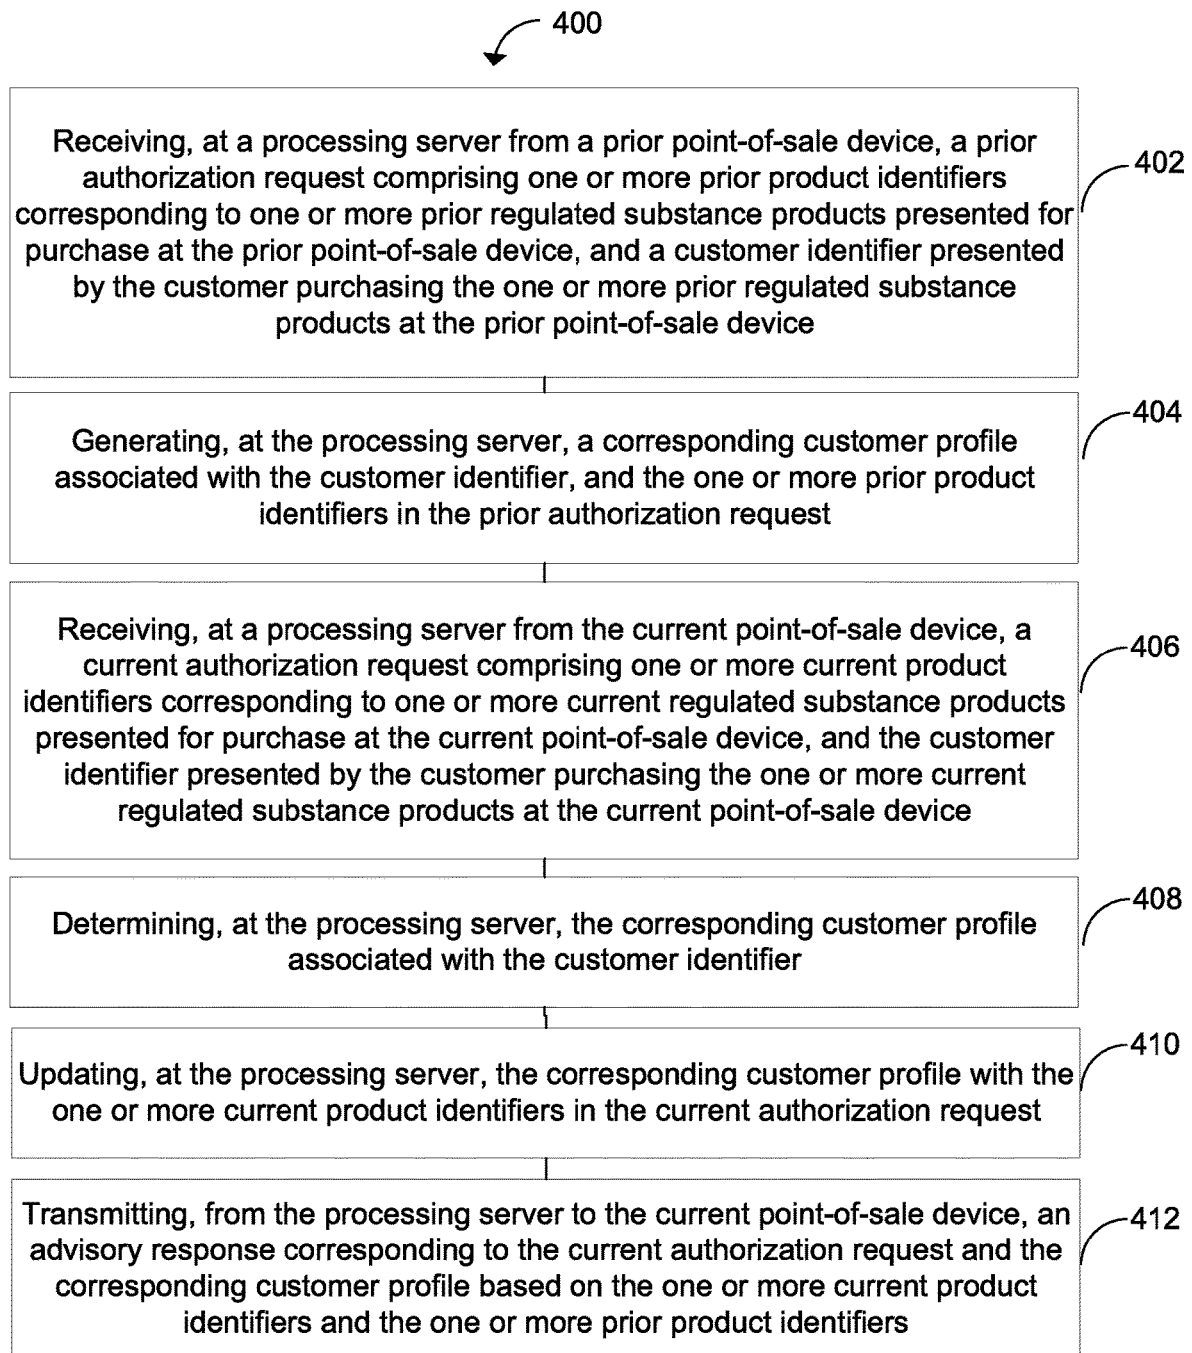 400
Receiving, at a processing server from a prior point-of-sale device, a prior
authorization request comprising one or more prior product identifiers
corresponding to one or more prior regulated substance products presented for
purchase at the prior point-of-sale device, and a customer identifier presented
by the customer purchasing the one or more prior regulated substance
products at the prior point-of-sale device
402
Generating, at the processing server, a corresponding customer profile
associated with the customer identifier, and the one or more prior product
identifiers in the prior authorization request
404
Receiving, at a processing server from the current point-of-sale device, a
current authorization request comprising one or more current product
identifiers corresponding to one or more current regulated substance products
presented for purchase at the current point-of-sale device, and the customer
identifier presented by the customer purchasing the one or more current
regulated substance products at the current point-of-sale device
406
Determining, at the processing server, the corresponding customer profile
associated with the customer identifier
408
Updating, at the processing server, the corresponding customer profile with the
one or more current product identifiers in the current authorization request
410
Transmitting, from the processing server to the current point-of-sale device, an
advisory response corresponding to the current authorization request and the
corresponding customer profile based on the one or more current product
identifiers and the one or more prior product identifiers
412